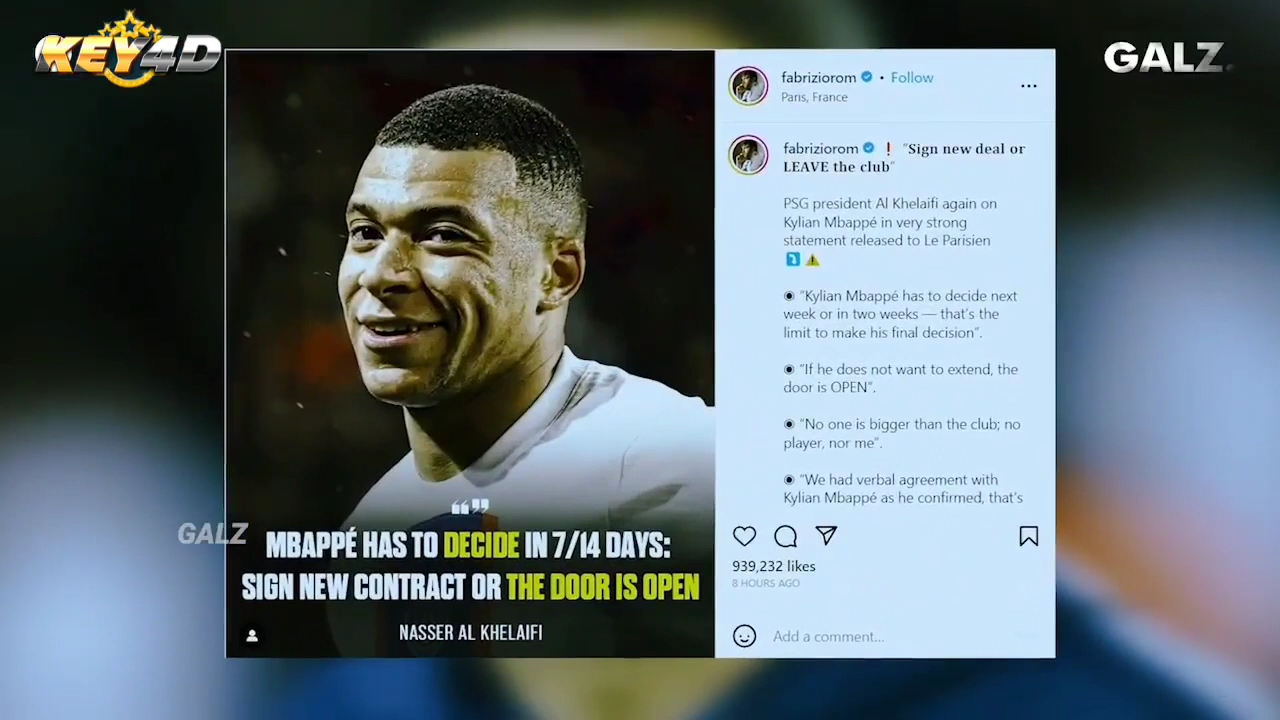 KEY4D
GALZ.
fabriziorom • Follow
Paris, France
fabriziorom ❗ "Sign new deal or
LEAVE the club"
PSG president Al Khelaifi again on
Kylian Mbappé in very strong
statement released to Le Parisien
⤵️⚠️
◉ “Kylian Mbappé has to decide next
week or in two weeks — that’s the
limit to make his final decision”.
◉ “If he does not want to extend, the
door is OPEN”.
◉ “No one is bigger than the club; no
player, nor me”.
◉ “We had verbal agreement with
Kylian Mbappé as he confirmed, that’s
939,232 likes
8 HOURS AGO
Add a comment...
GALZ
MBAPPÉ HAS TO DECIDE IN 7/14 DAYS:
SIGN NEW CONTRACT OR THE DOOR IS OPEN
NASSER AL KHELAIFI